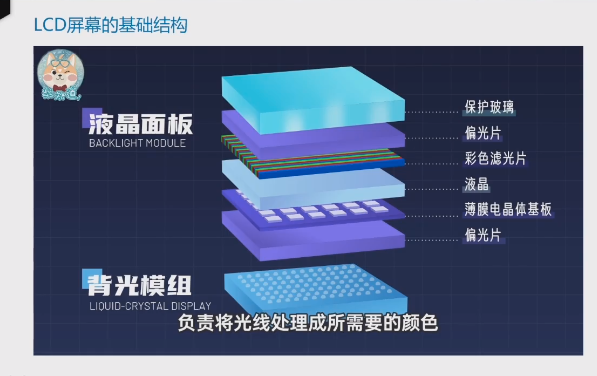 LCD屏幕的基础结构
液晶面板
BACKLIGHT MODULE
保护玻璃
偏光片
彩色滤光片
液晶
薄膜电晶体基板
偏光片
背光模组
LIQUID-CRYSTAL DISPLAY
负责将光线处理成所需要的颜色